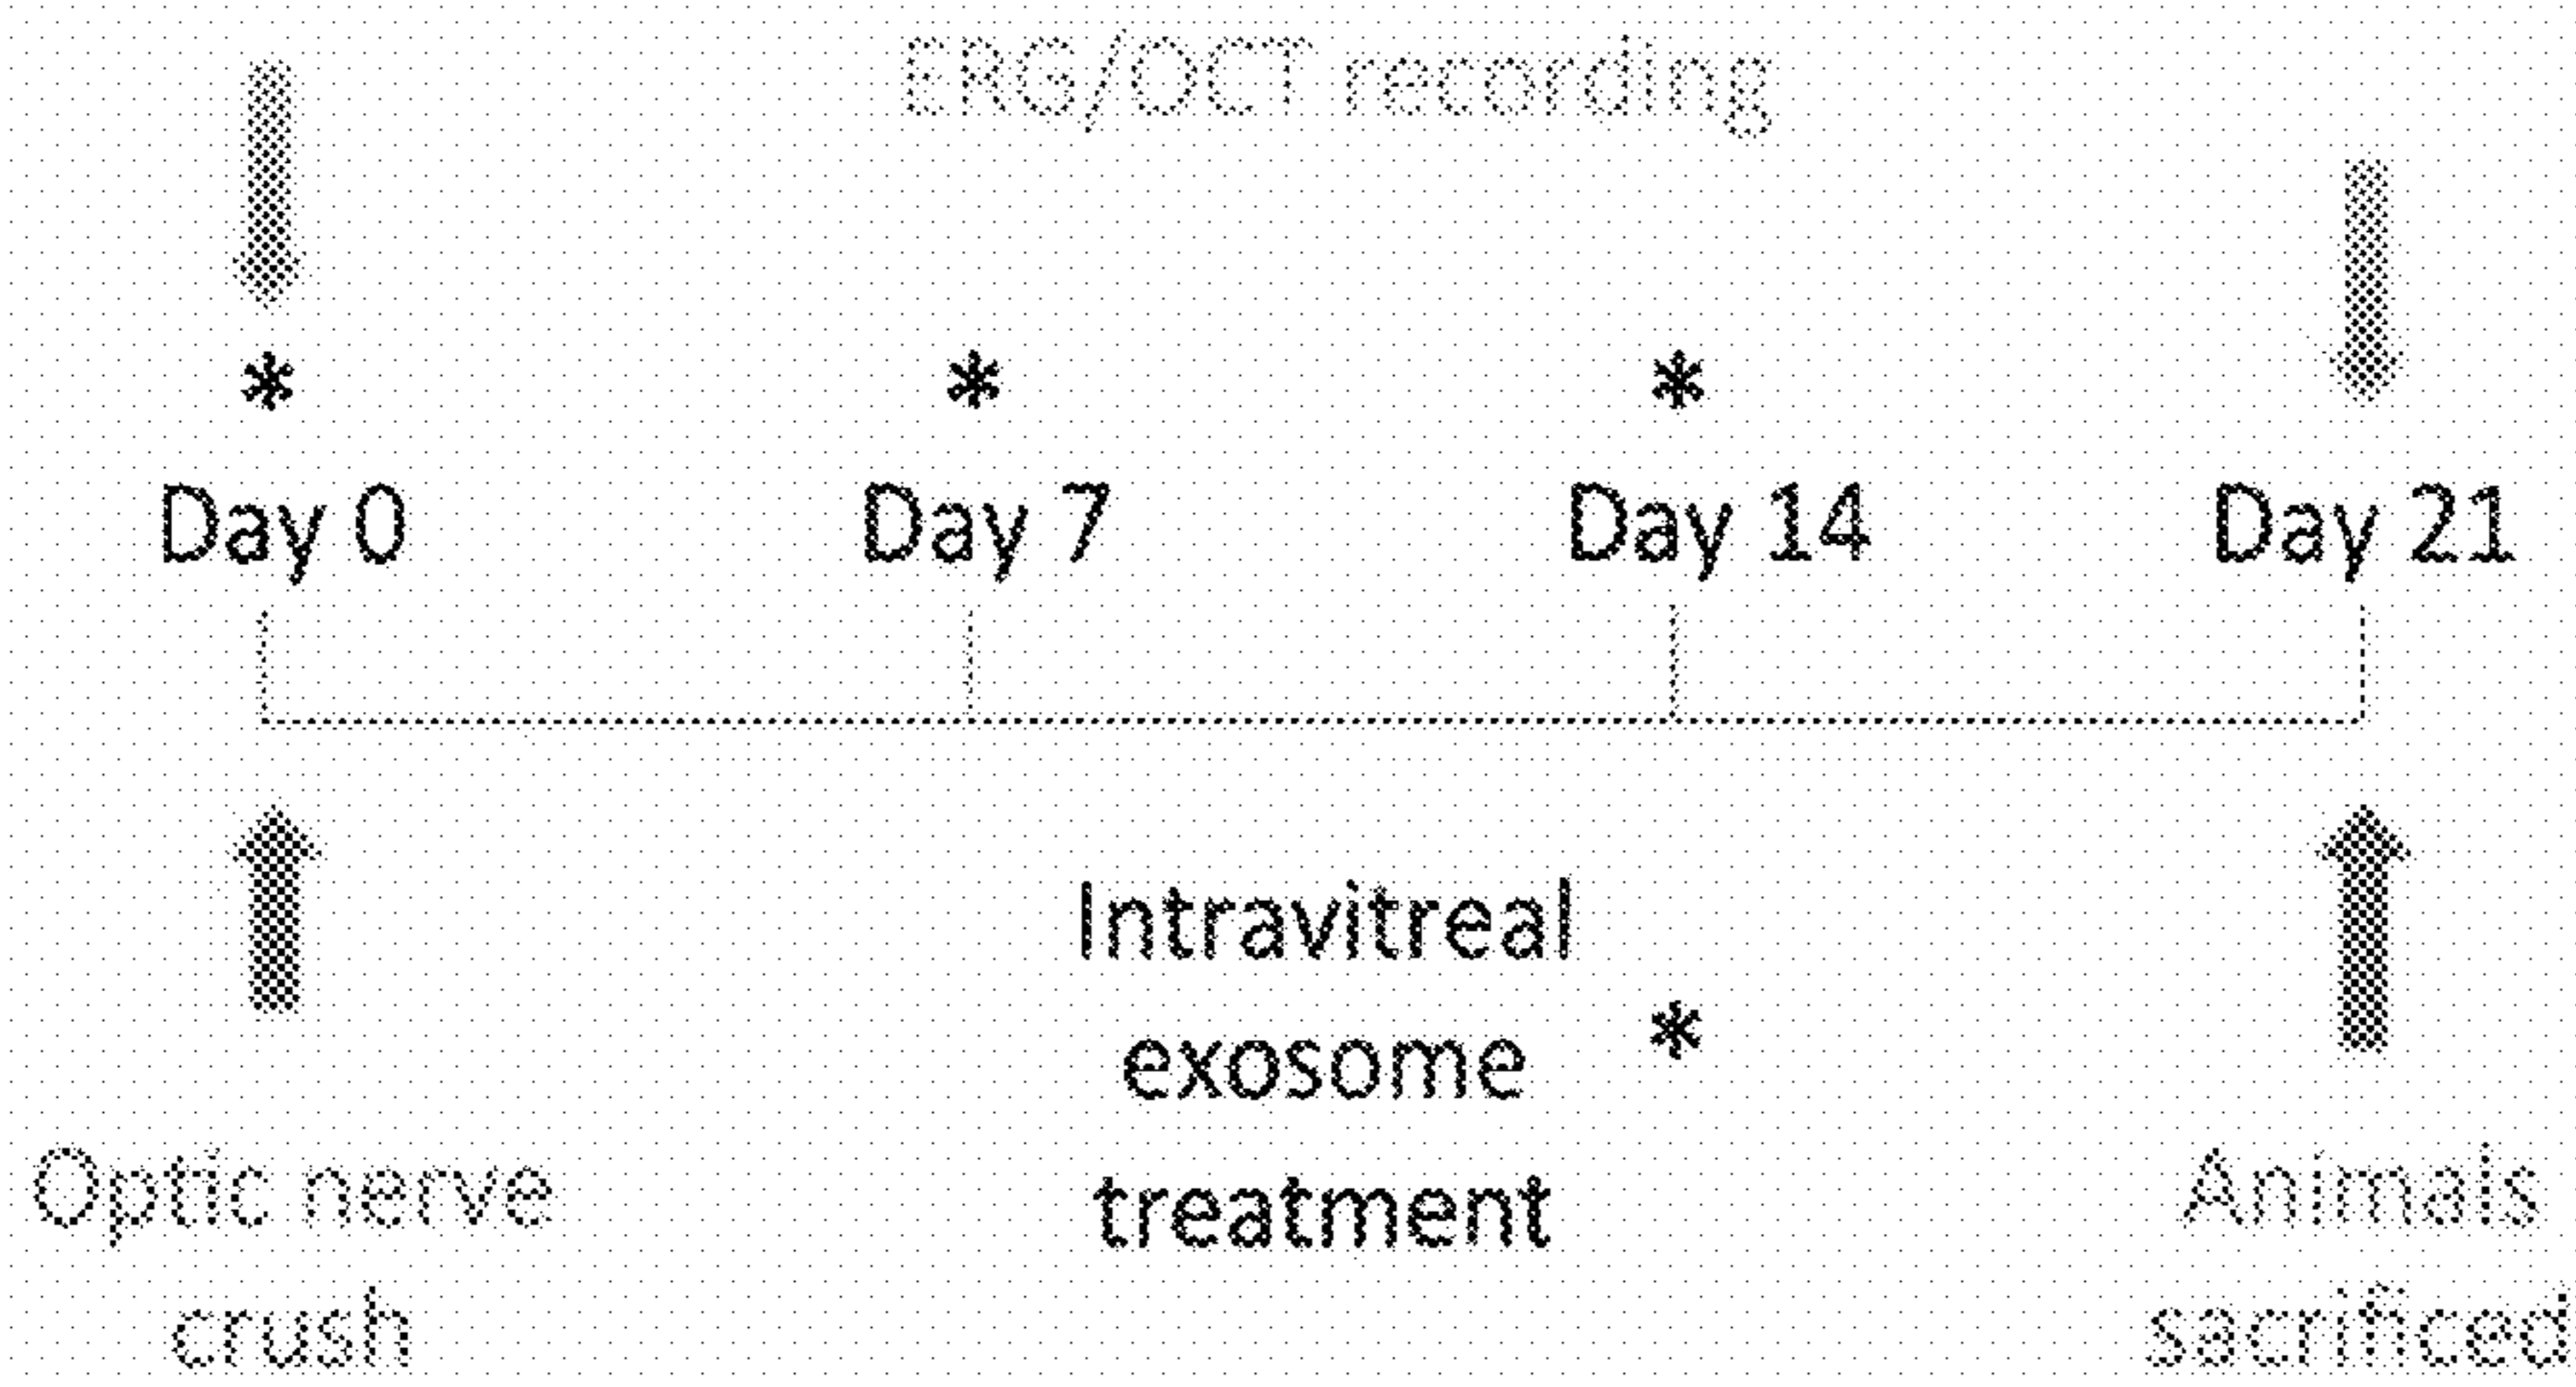 ERG/OCT recording
* * *
Day 0 Day 7 Day 14 Day 21
Intravitreal
exosome *
treatment
Optic nerve
crush
Animals
sacrificed